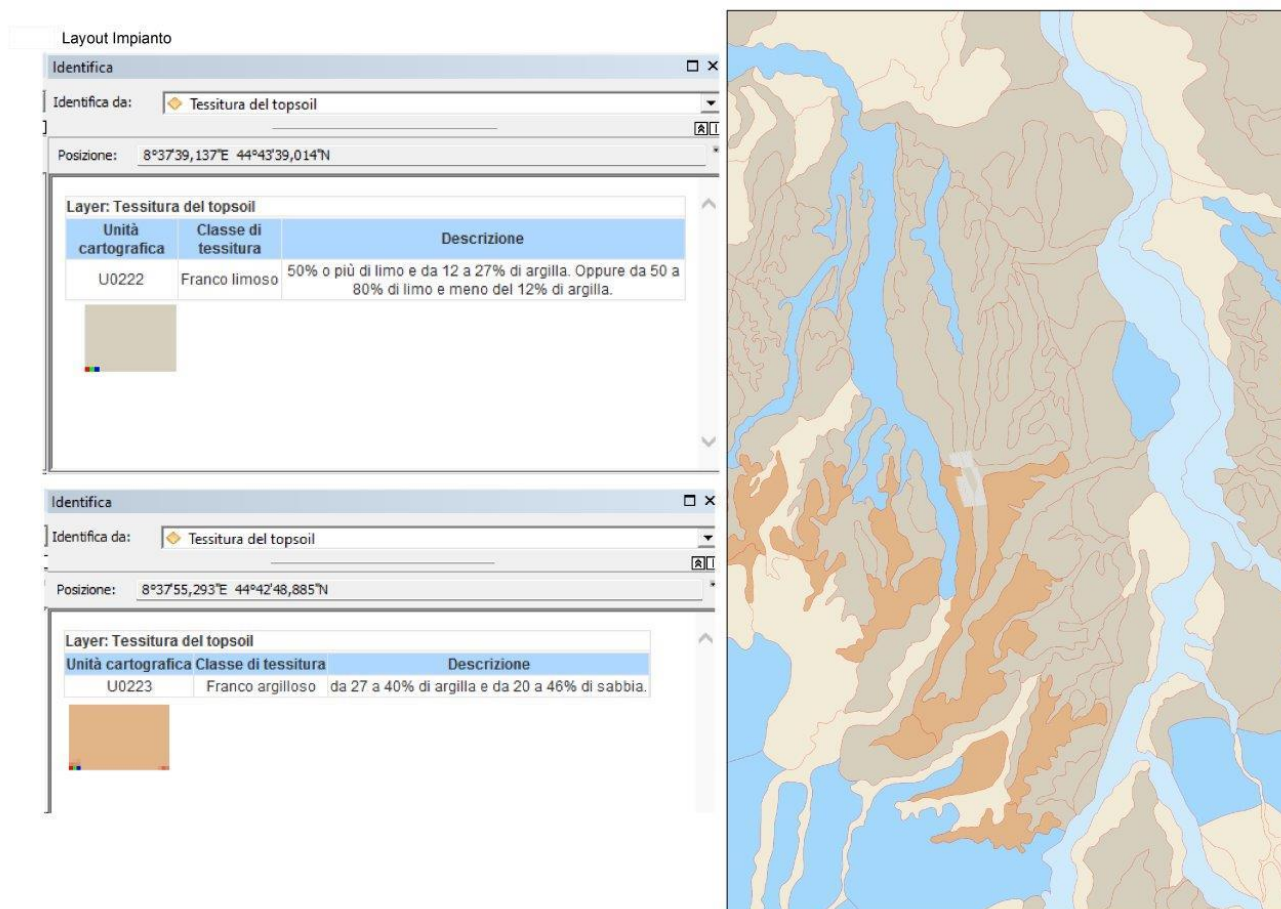 Layout Impianto
Identifica
Identifica da: Tessitura del topsoil
Posizione: 8°37'39,137"E 44°43'39,014"N
Layer: Tessitura del topsoil
Unità cartografica Classe di tessitura Descrizione
U0222 Franco limoso 50% o più di limo e da 12 a 27% di argilla. Oppure da 50 a
80% di limo e meno del 12% di argilla.
Identifica
Identifica da: Tessitura del topsoil
Posizione: 8°37'55,293"E 44°42'48,885"N
Layer: Tessitura del topsoil
Unità cartografica Classe di tessitura Descrizione
U0223 Franco argilloso da 27 a 40% di argilla e da 20 a 46% di sabbia.